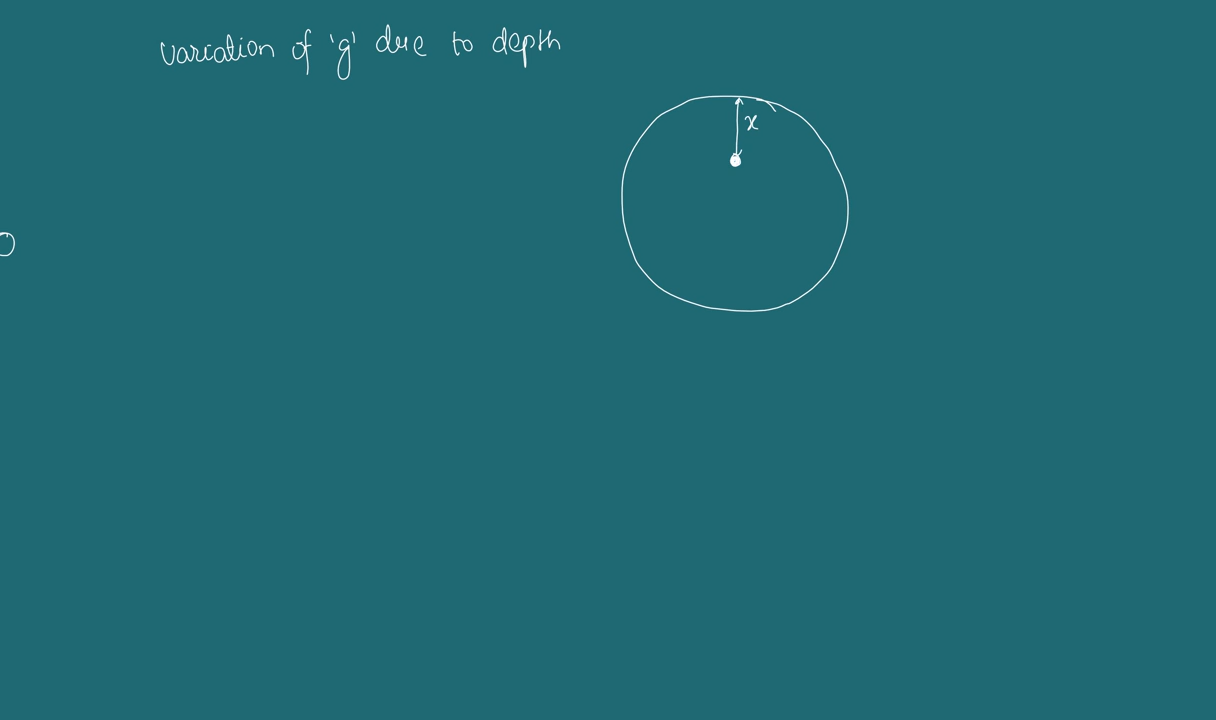 variation of 'g' due to depth
x